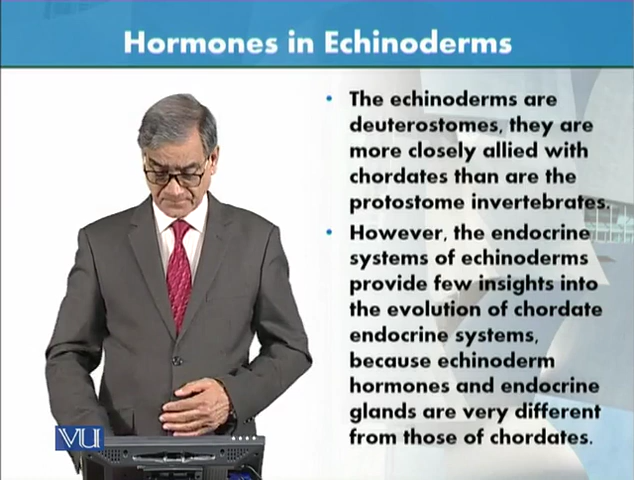 Hormones in Echinoderms
• The echinoderms are
deuterostomes, they are
more closely allied with
chordates than are the
protostome invertebrates.
• However, the endocrine
systems of echinoderms
provide few insights into
the evolution of chordate
endocrine systems,
because echinoderm
hormones and endocrine
glands are very different
from those of chordates.
VU